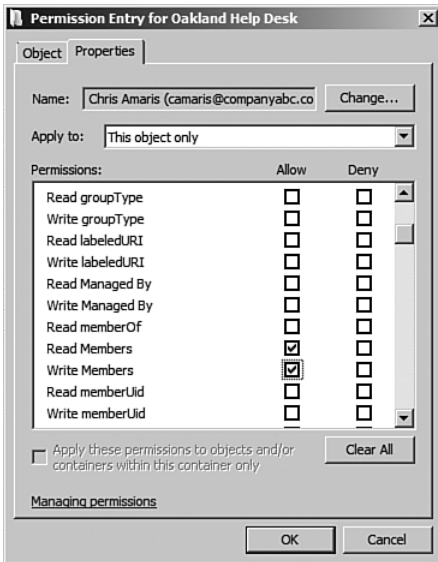 Permission Entry for Oakland Help Desk
Object Properties
Name: Chris Amaris (camaris@companyabc.co Change...
Apply to: This object only
Permissions: Allow Deny
Read groupType
Write groupType
Read labeledURI
Write labeledURI
Read Managed By
Write Managed By
Read memberOf
Read Members
Write Members
Read memberUid
Write memberUid
Apply these permissions to objects and/or
containers within this container only
Clear All
Managing permissions
OK Cancel